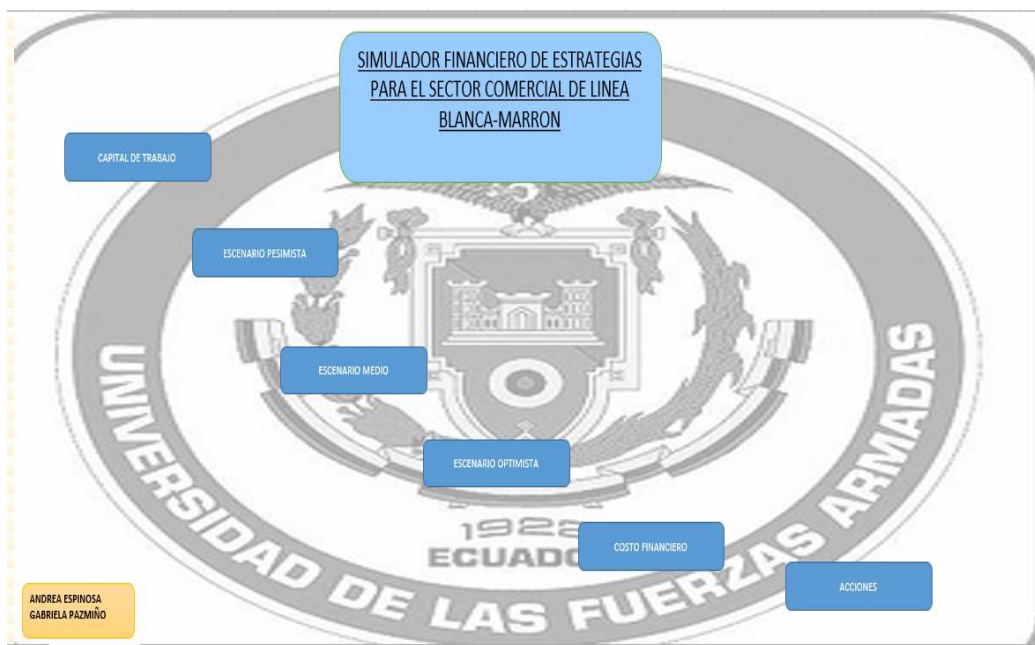 SIMULADOR FINANCIERO DE ESTRATEGIAS
PARA EL SECTOR COMERCIAL DE LINEA
BLANCA-MARRON
CAPITAL DE TRABAJO
ESCENARIO PESIMISTA
ESCENARIO MEDIO
ESCENARIO OPTIMISTA
1922
ECUADO
COSTO FINANCIERO
ACCIONES
UNIVERSIDAD DE LAS FUERZAS ARMADAS
ANDREA ESPINOSA
GABRIELA PAZMIÑO